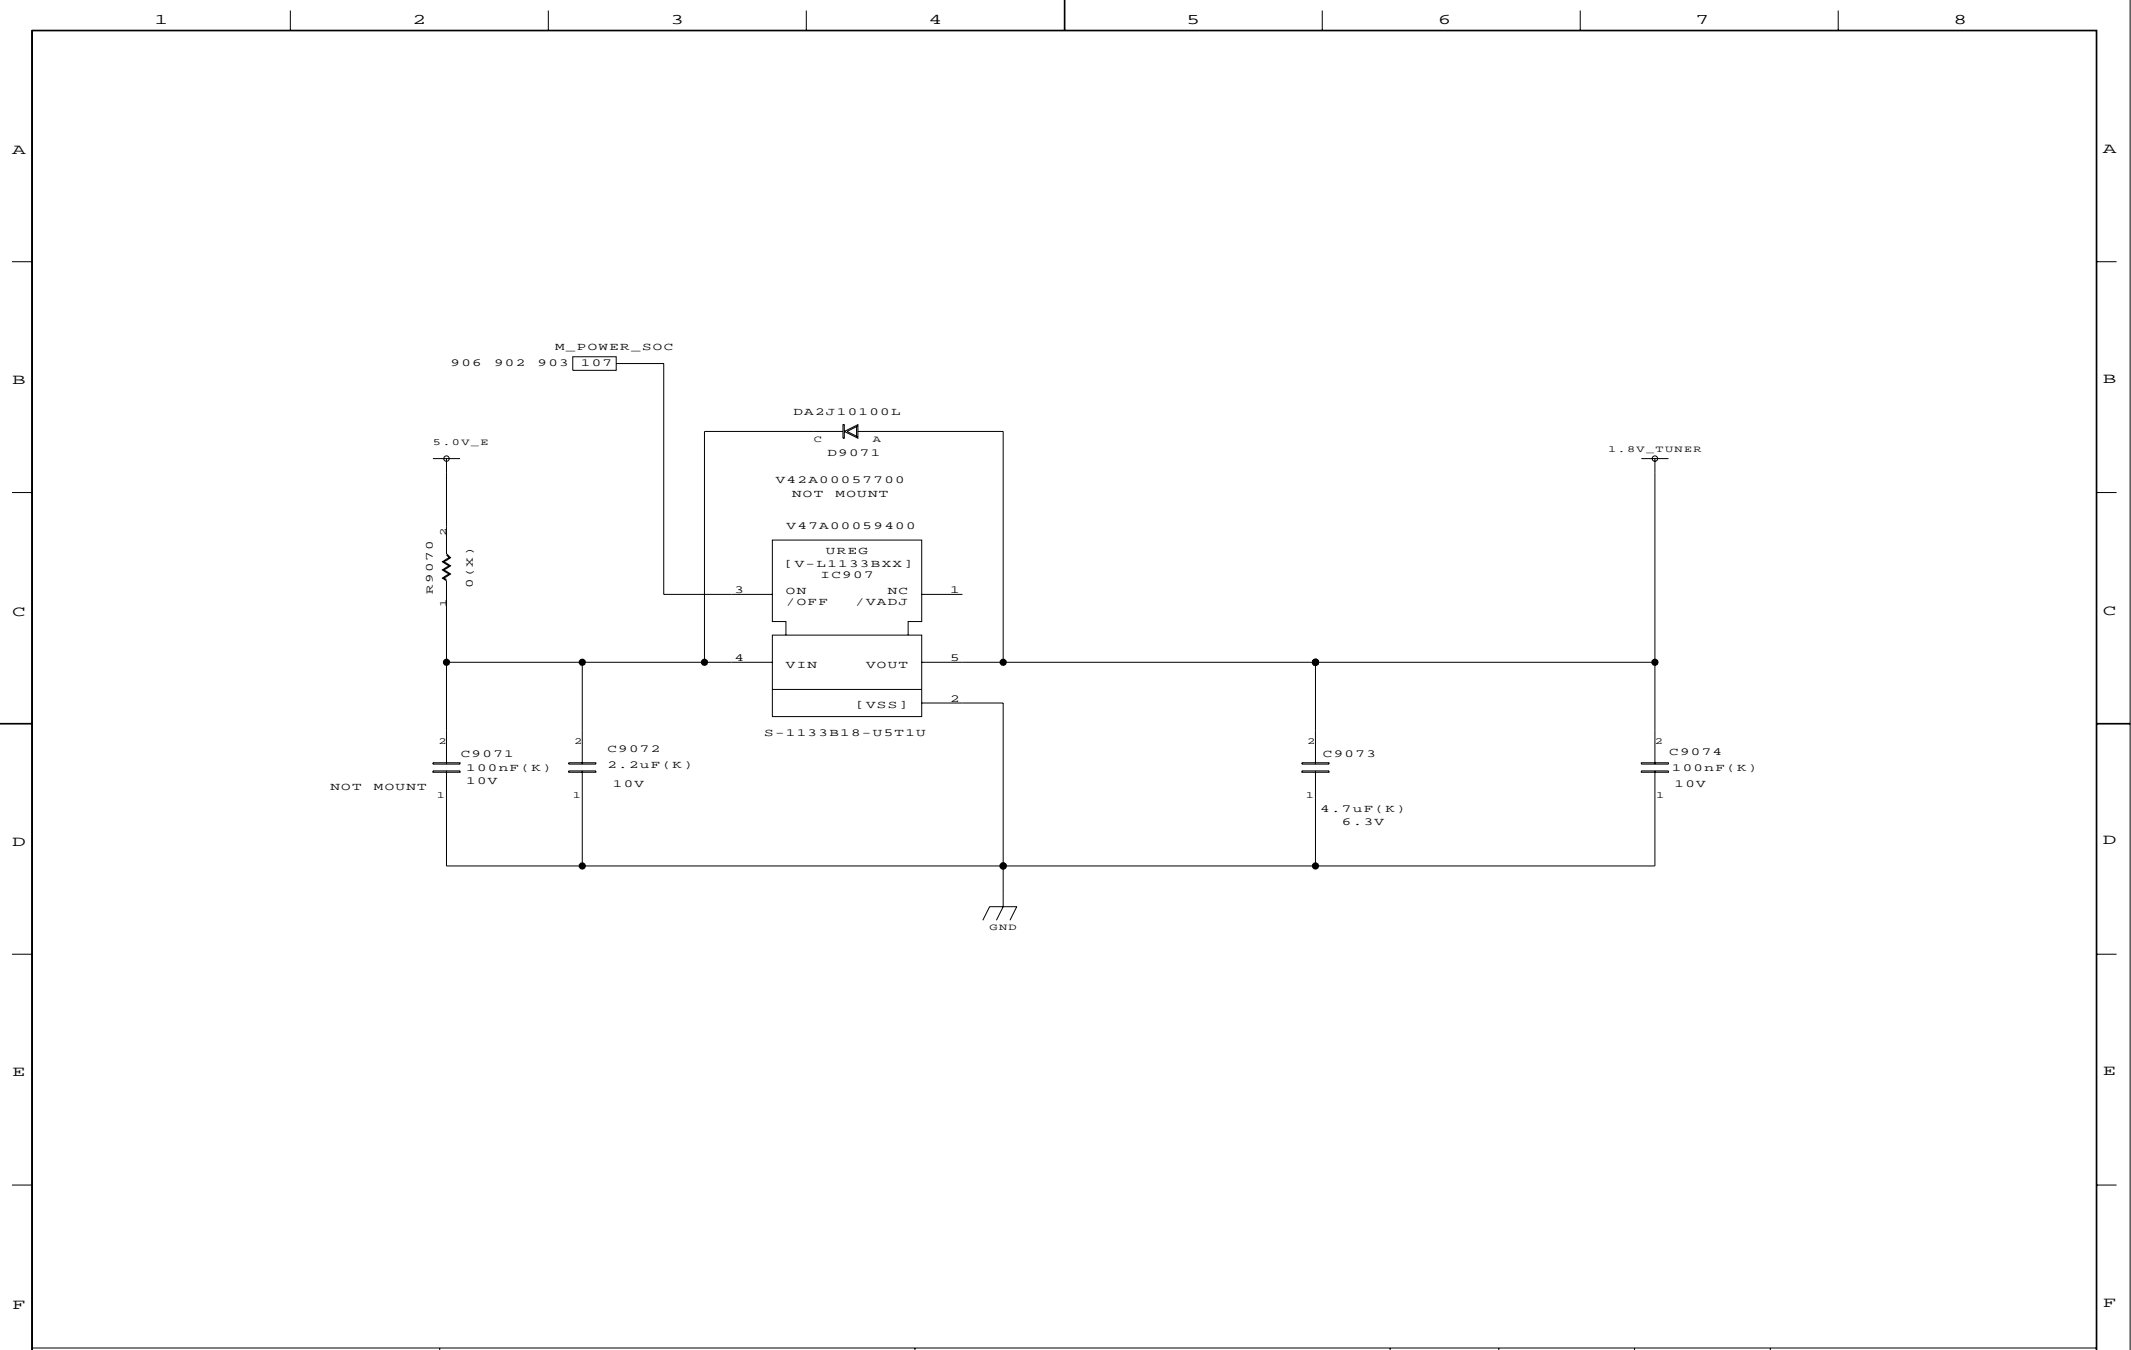 1 2 3 4 5 6 7 8
A A
M_POWER_SOC
906 902 903 107
B B
DA2J10100L
5.0V_E
C A
1.8V_TUNER
D9071
V42A00057700
NOT MOUNT
V47A00059400
2
UREG
R9070
0(X)
[V-L1133BXX]
IC907
3 ON NC 1
/OFF /VADJ
1
C C
4 VIN VOUT 5
[VSS] 2
S-1133B18-U5T1U
2 2 2 2
C9071 C9072 C9073 C9074
100nF(K) 2.2uF(K) 100nF(K)
10V 10V 10V
NOT MOUNT
1 1 1 1
4.7uF(K)
6.3V
D D
GND
E E
F F